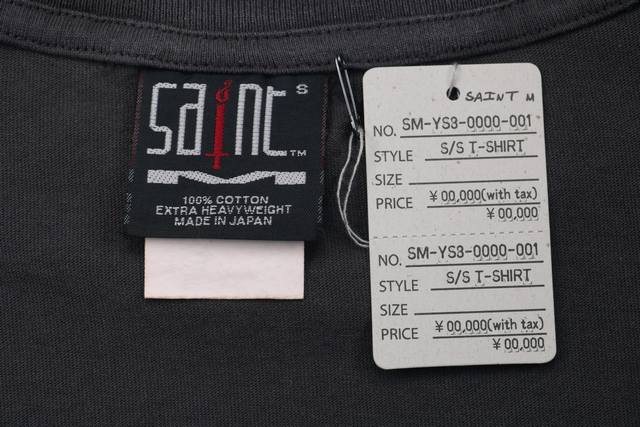 saint
S
TM
100% COTTON
EXTRA HEAVYWEIGHT
MADE IN JAPAN
SAINT M
NO. SM-YS3-0000-001
STYLE S/S T-SHIRT
SIZE
PRICE ￥00,000(with tax)
￥00,000
NO. SM-YS3-0000-001
STYLE S/S T-SHIRT
SIZE
PRICE ￥00,000(with tax)
￥00,000